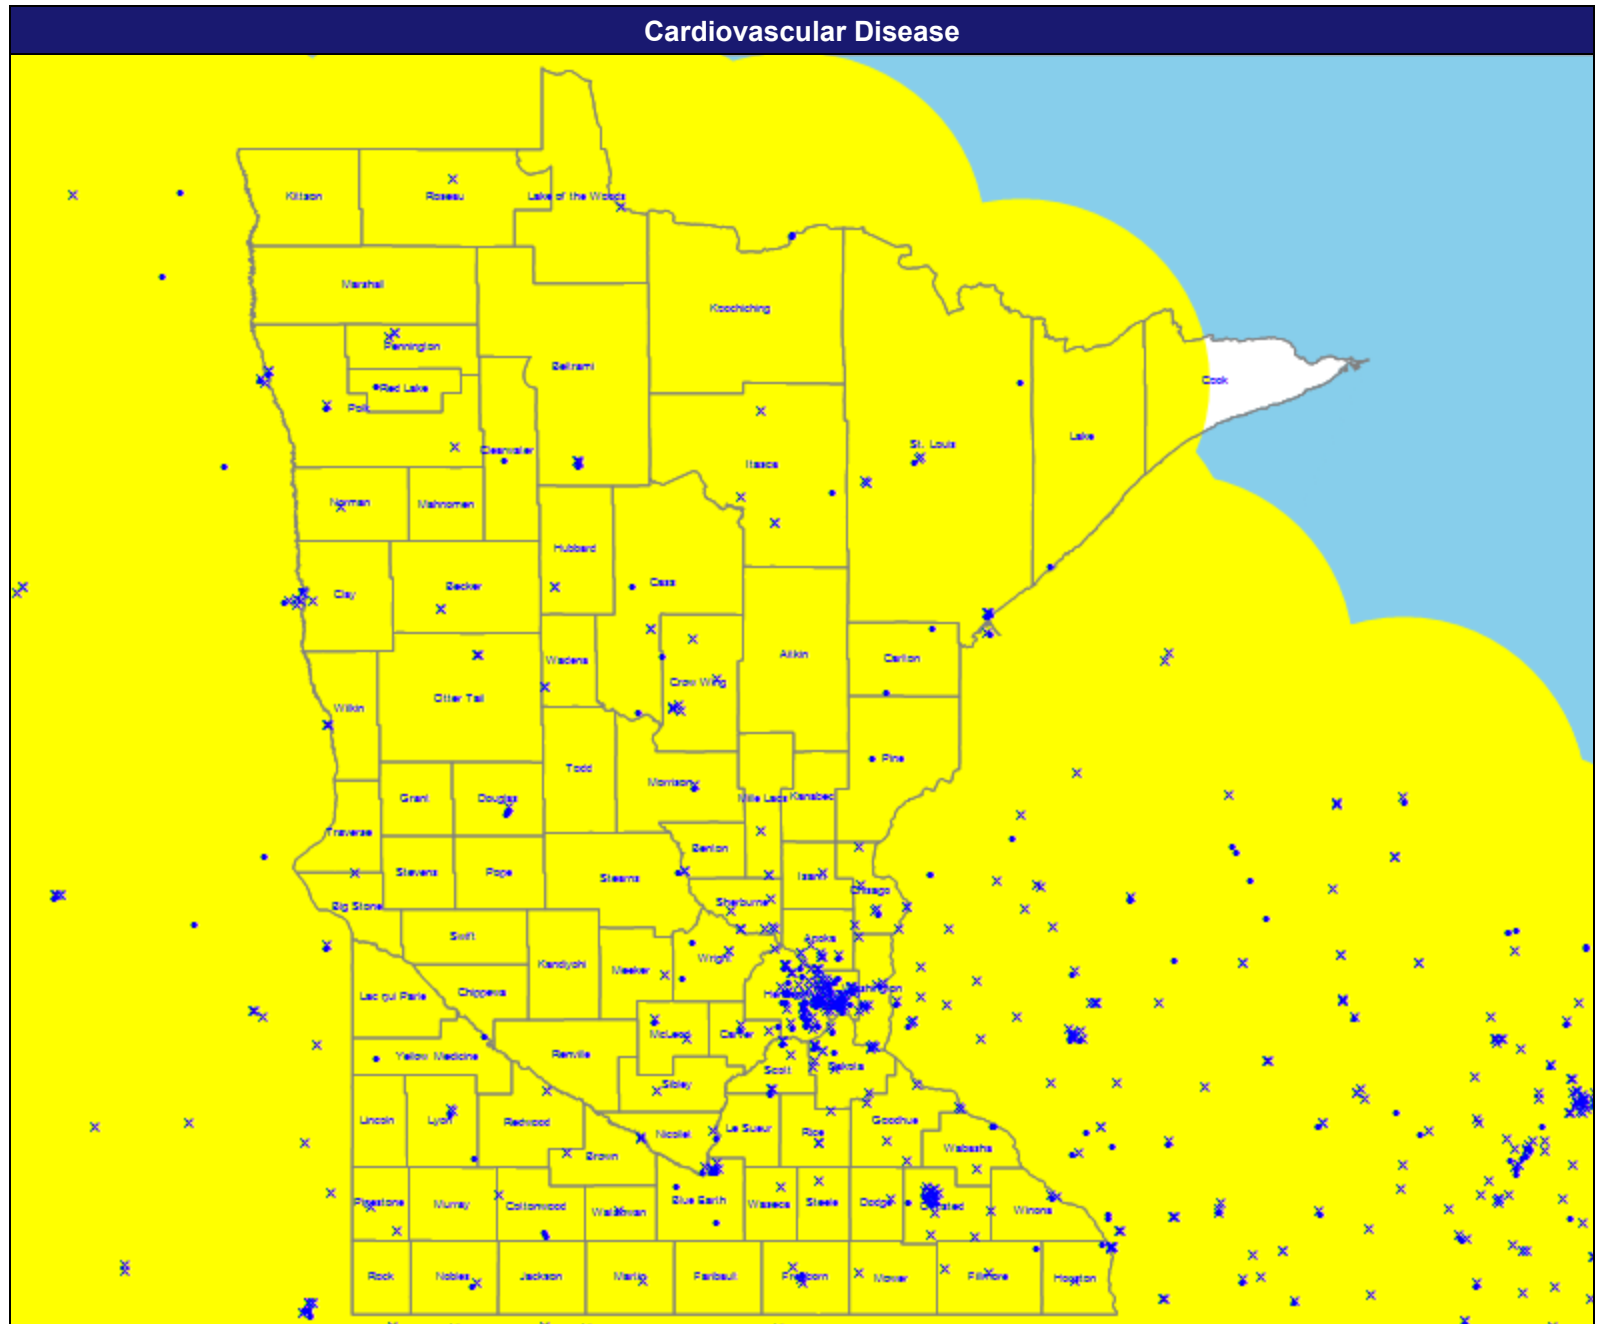 Cardiovascular Disease
Kittson
Roseau
Lake of the Woods
Marshall
Koochiching
Pennington
Beltrami
Red Lake
Polk
Cook
Lake
St. Louis
Clearwater
Itasca
Norman
Mahnomen
Hubbard
Cass
Clay
Becker
Aitkin
Carlton
Wadena
Crow Wing
Otter Tail
Wilkin
Pine
Todd
Morrison
Mille Lacs
Kanabec
Grant
Douglas
Traverse
Benton
Stevens
Pope
Stearns
Isanti
Chisago
Big Stone
Sherburne
Swift
Anoka
Kandiyohi
Meeker
Wright
Lac qui Parle
Chippewa
McLeod
Carver
Yellow Medicine
Renville
Scott
Dakota
Sibley
Lincoln
Lyon
Redwood
Nicollet
Le Sueur
Rice
Goodhue
Brown
Wabasha
Pipestone
Murray
Cottonwood
Watonwan
Blue Earth
Waseca
Steele
Dodge
Olmsted
Winona
Rock
Nobles
Jackson
Martin
Faribault
Freeborn
Mower
Fillmore
Houston